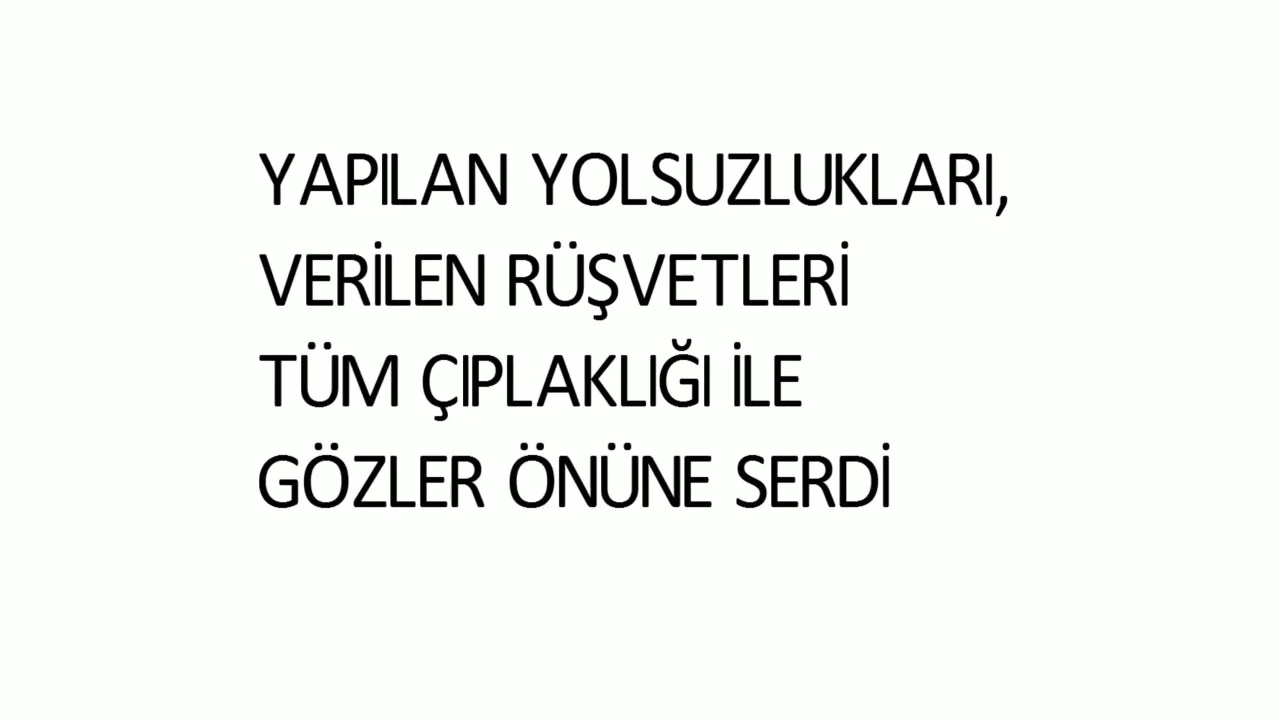 YAPILAN YOLSUZLUKLARI,
VERİLEN RÜŞVETLERİ
TÜM ÇIPLAKLIĞI İLE
GÖZLER ÖNÜNE SERDİ